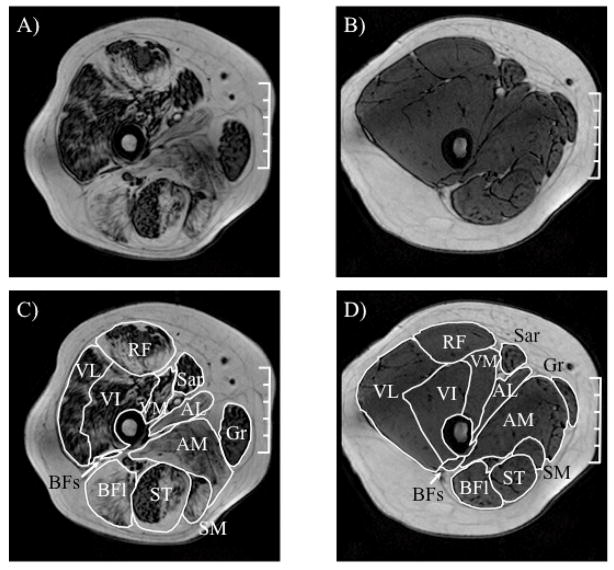 A)
B)
C)
RF
VL
VI
VM
Sar
AL
AM
Gr
BFs
BFl
ST
SM
D)
RF
Sar
VM
Gr
VL
VI
AL
AM
SM
BFs
BFl
ST